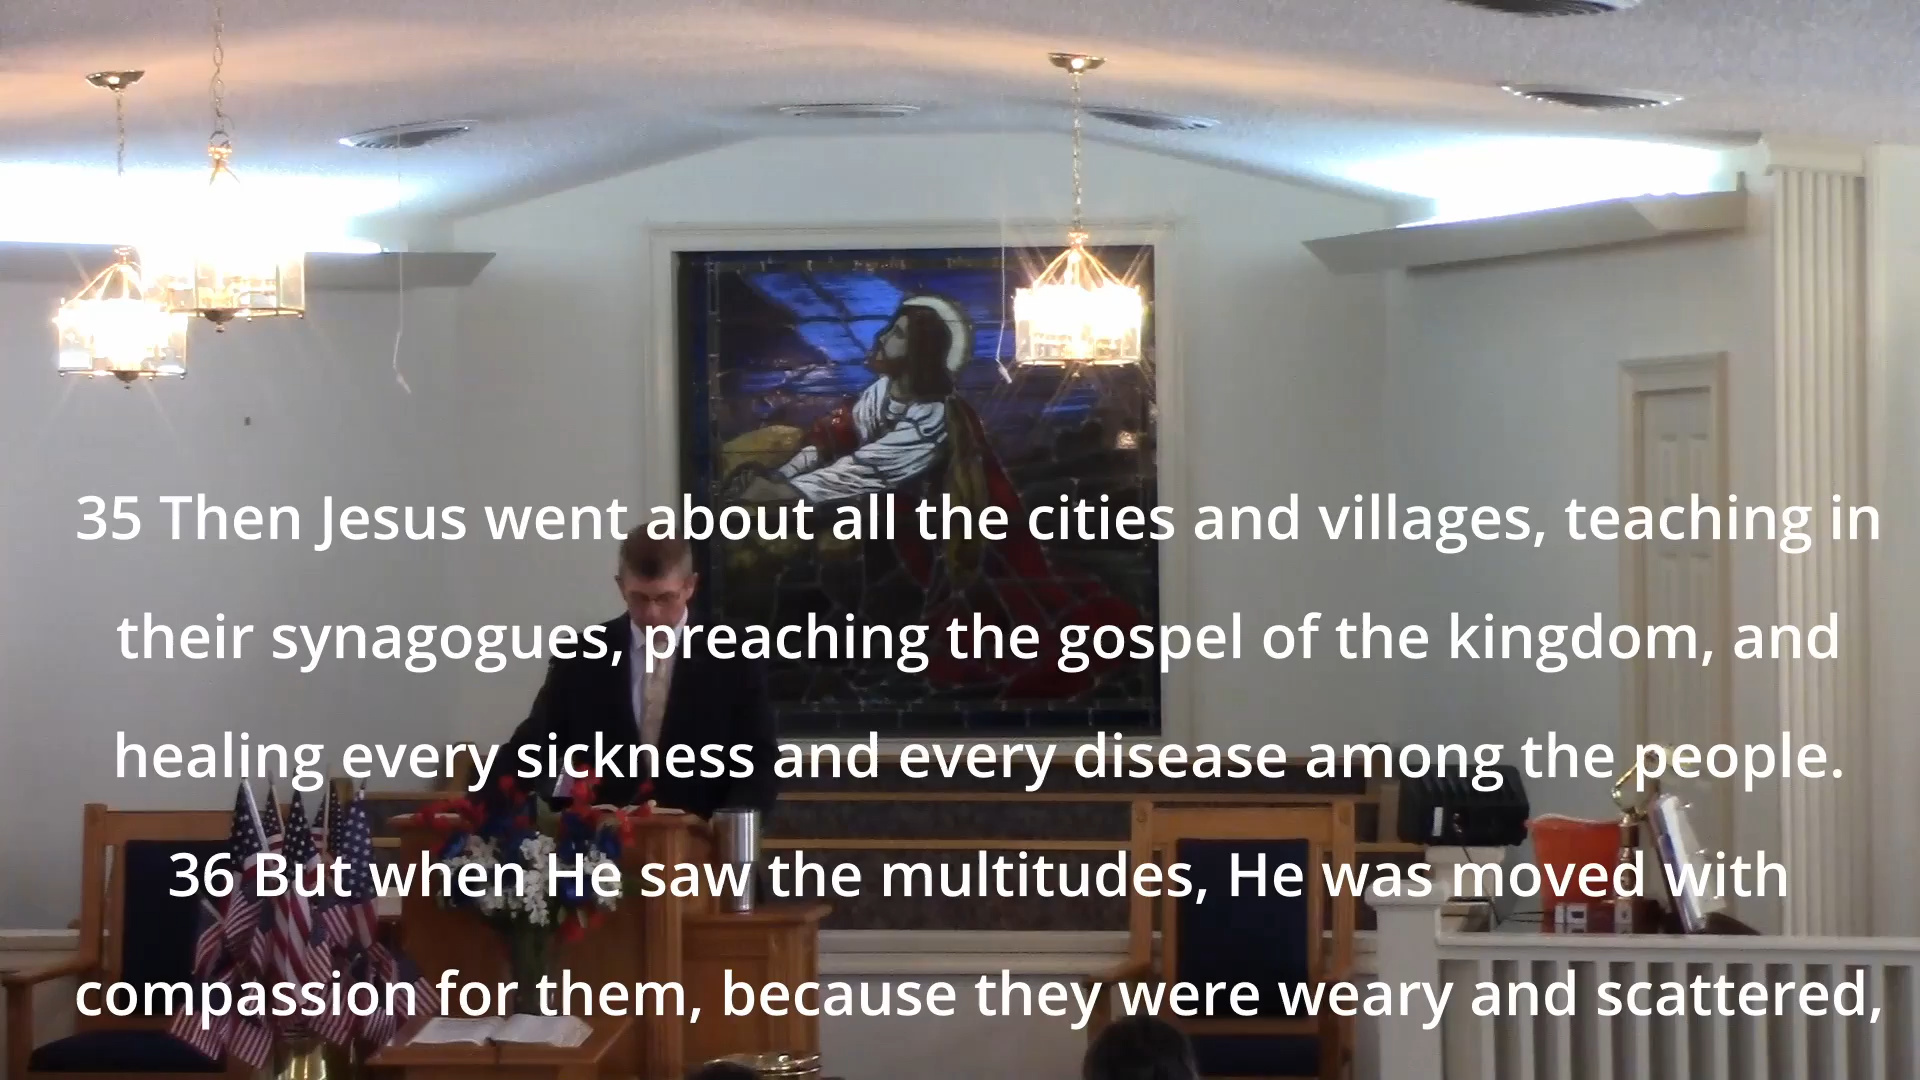 35 Then Jesus went about all the cities and villages, teaching in
their synagogues, preaching the gospel of the kingdom, and
healing every sickness and every disease among the people.
36 But when He saw the multitudes, He was moved with
compassion for them, because they were weary and scattered,